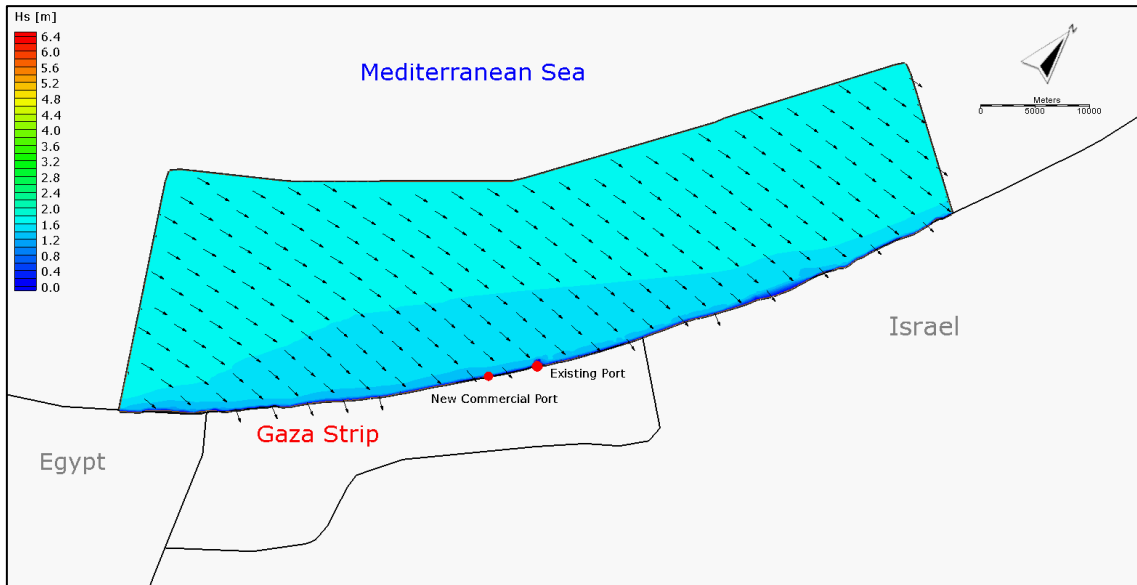 Hs [m]
6.4
6.0
5.6
5.2
4.8
4.4
4.0
3.6
3.2
2.8
2.4
2.0
1.6
1.2
0.8
0.4
0.0
Mediterranean Sea
N
Meters
0 5000 10000
Israel
Existing Port
New Commercial Port
Gaza Strip
Egypt